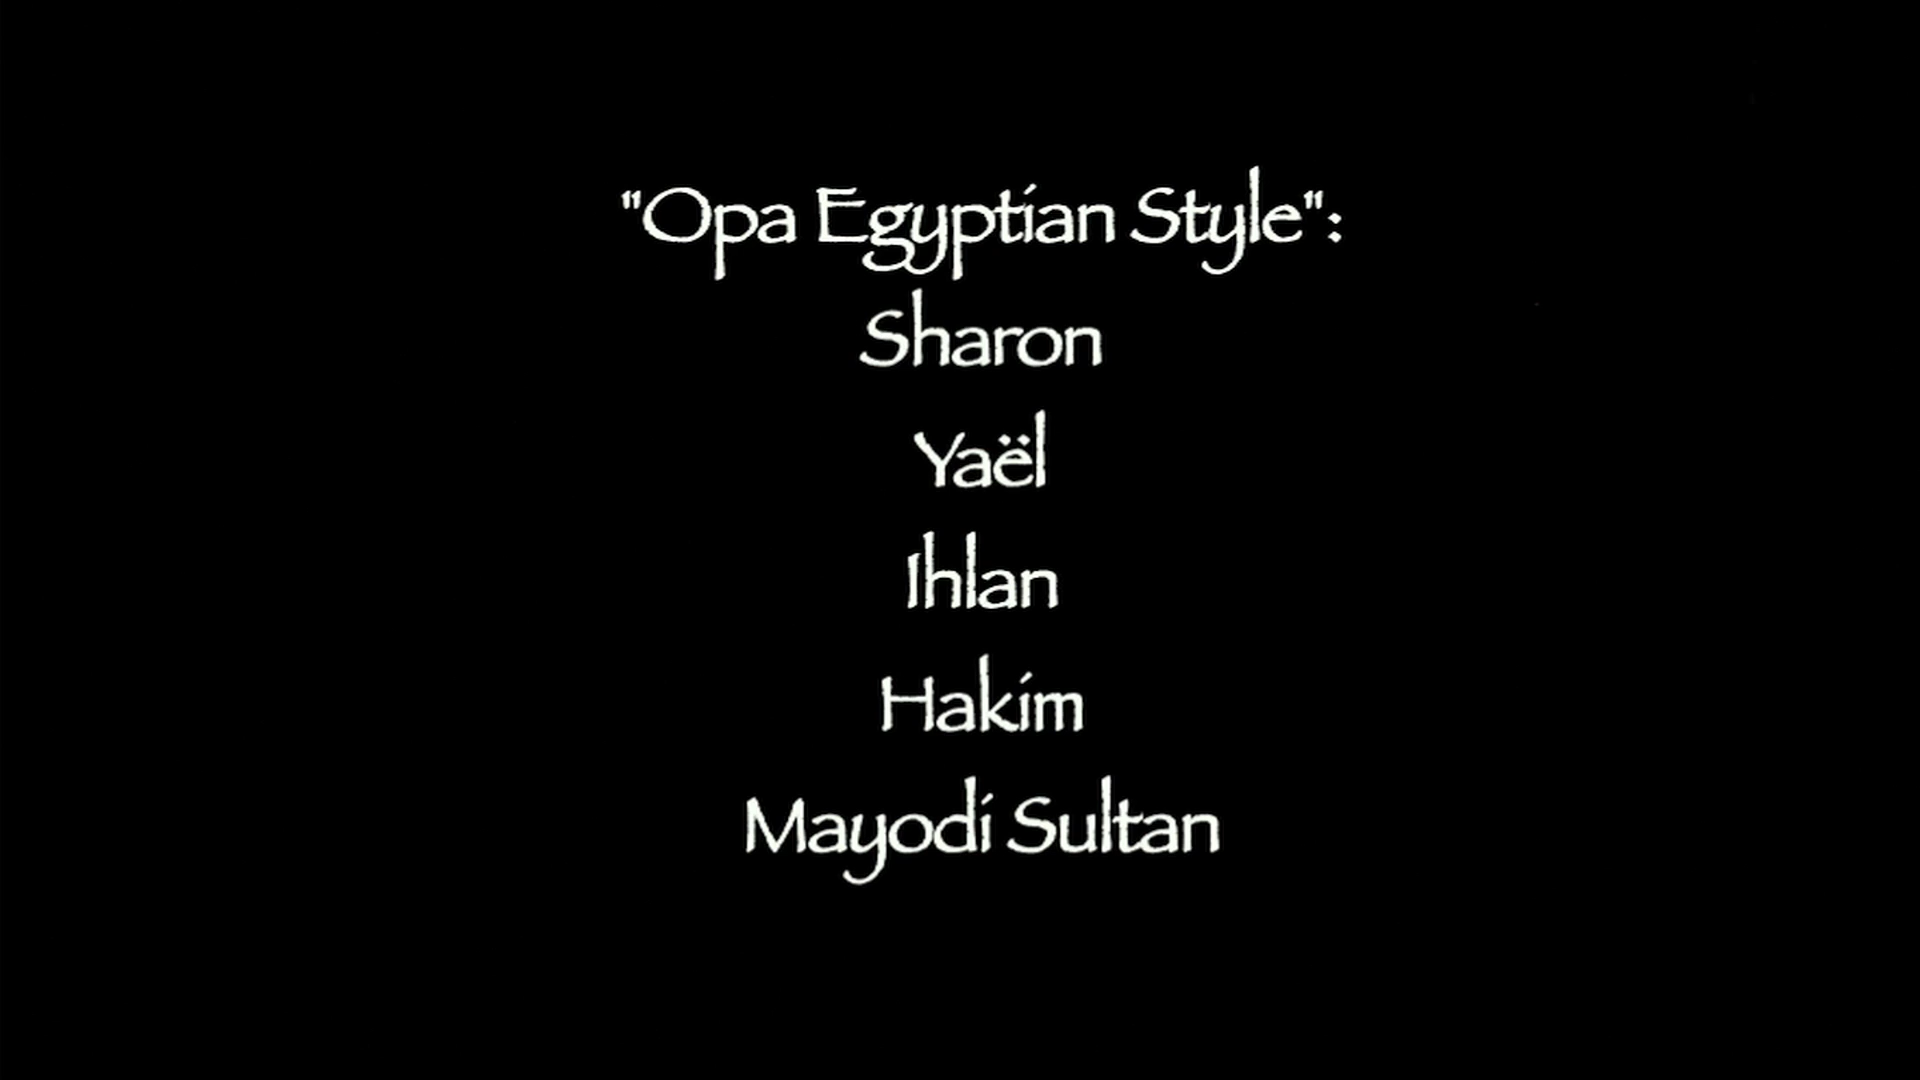 "Opa Egyptian Style":
Sharon
Yaël
Ihlan
Hakim
Mayodi Sultan